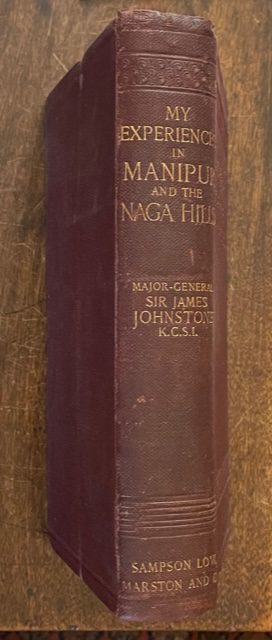 MY
EXPERIENCES
IN
MANIPUR
AND THE
NAGA HILLS
MAJOR-GENERAL
SIR JAMES
JOHNSTONE
K.C.S.I.
SAMPSON LOW
MARSTON AND